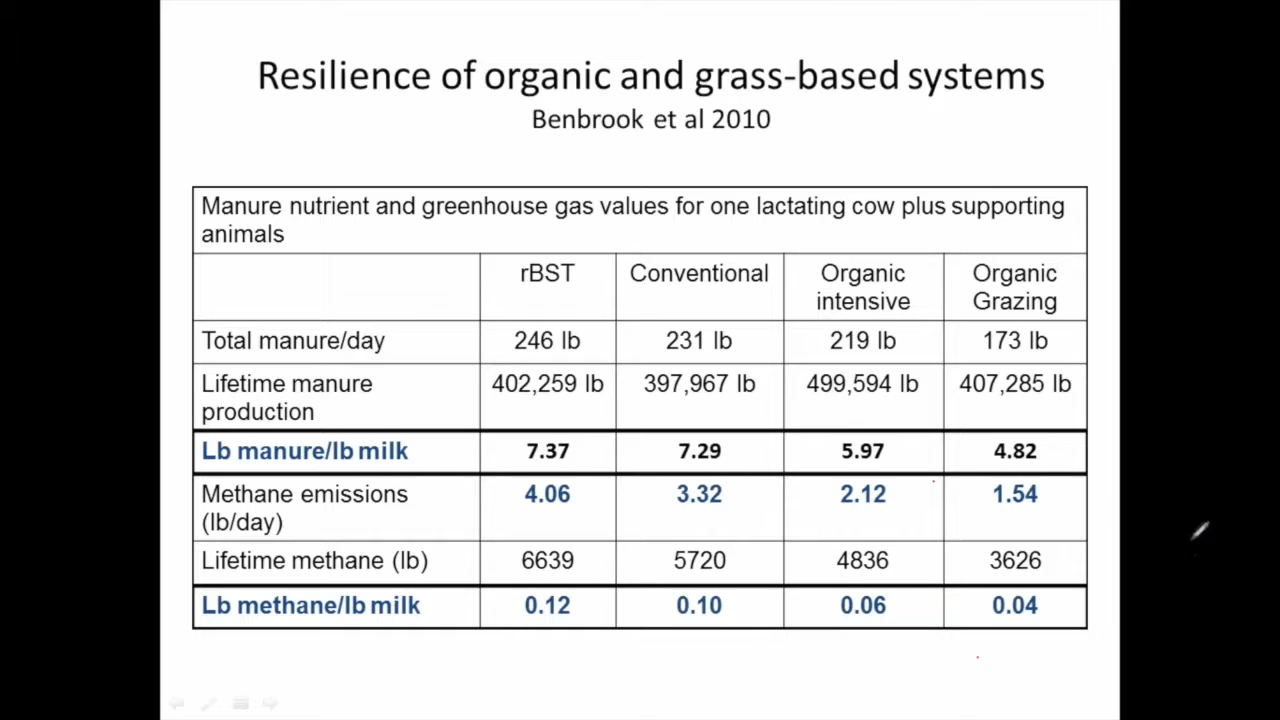 Resilience of organic and grass-based systems
Benbrook et al 2010
Manure nutrient and greenhouse gas values for one lactating cow plus supporting
animals
rBST Conventional Organic intensive Organic Grazing
Total manure/day 246 lb 231 lb 219 lb 173 lb
Lifetime manure production 402,259 lb 397,967 lb 499,594 lb 407,285 lb
Lb manure/lb milk 7.37 7.29 5.97 4.82
Methane emissions (lb/day) 4.06 3.32 2.12 1.54
Lifetime methane (lb) 6639 5720 4836 3626
Lb methane/lb milk 0.12 0.10 0.06 0.04